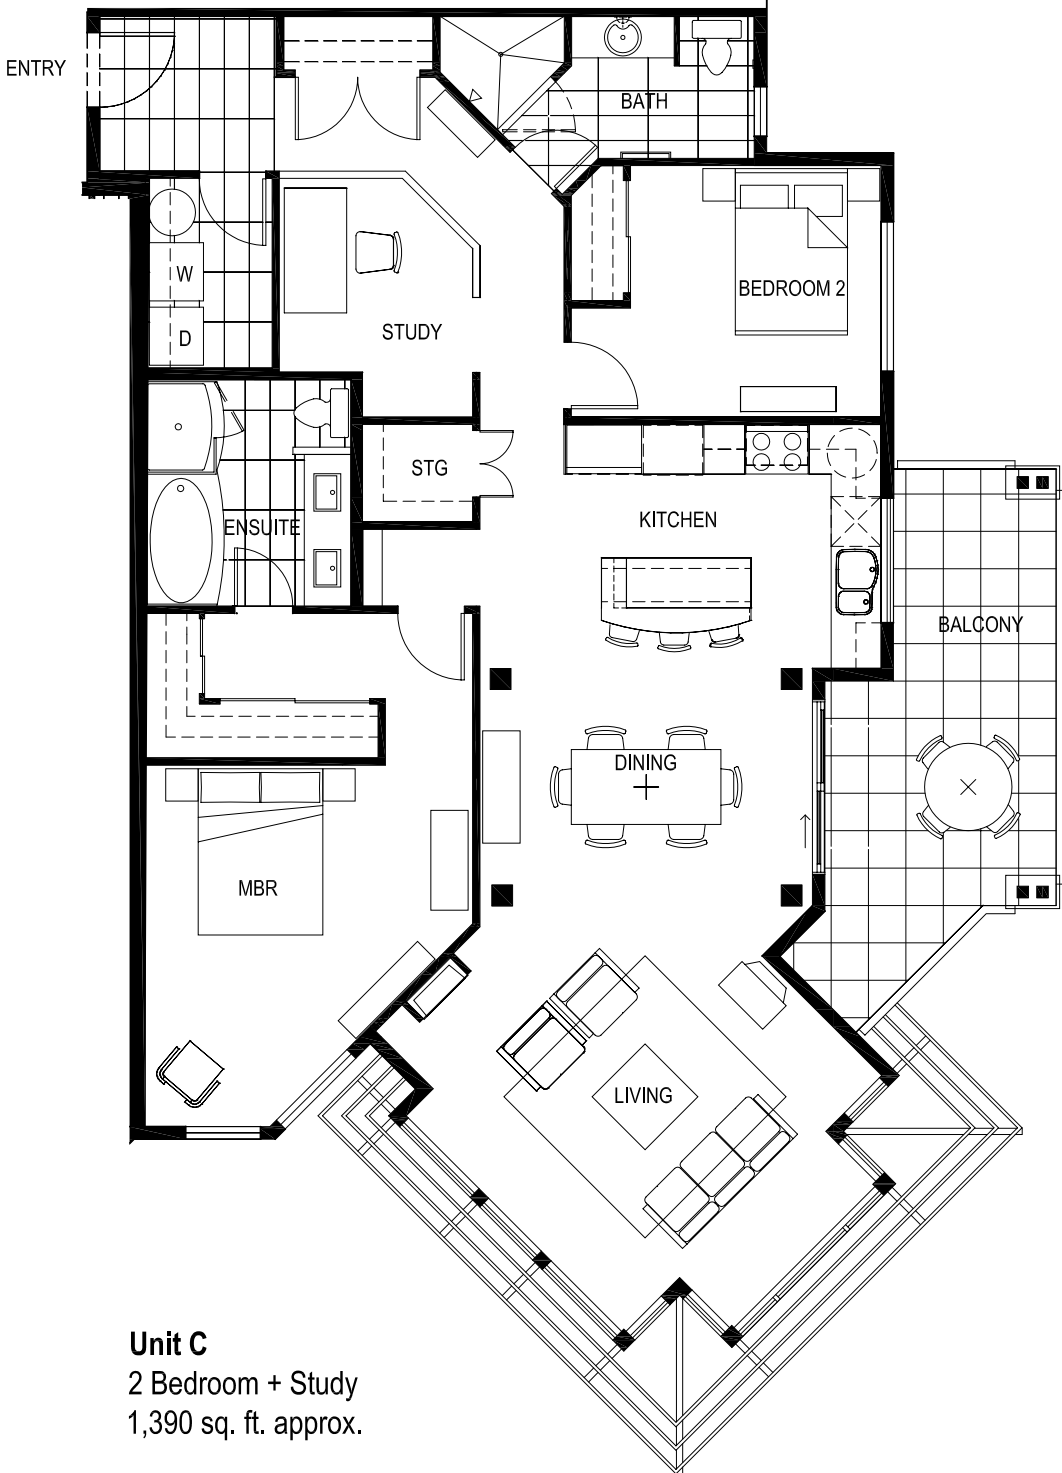 ENTRY
BATH
W
BEDROOM 2
D
STUDY
STG
KITCHEN
ENSUITE
BALCONY
DINING
MBR
LIVING
Unit C
2 Bedroom + Study
1,390 sq. ft. approx.